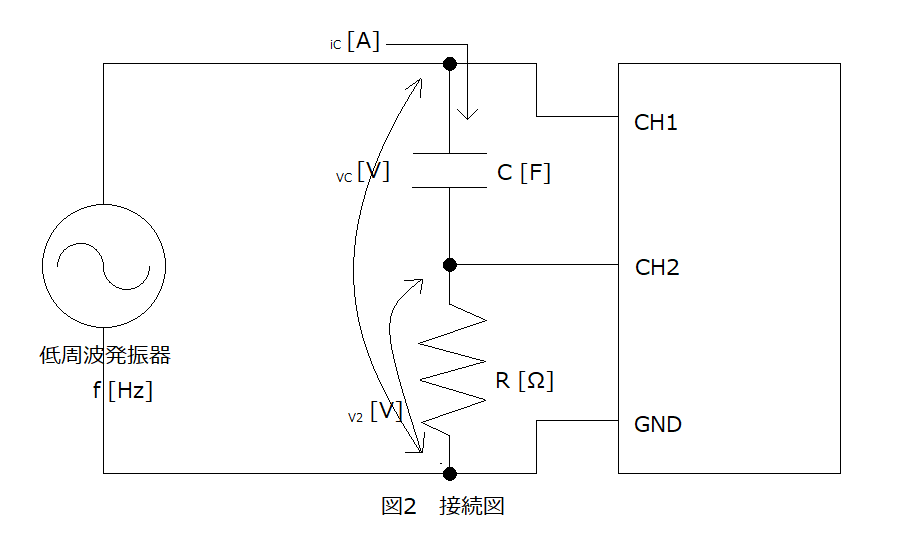 iC [A]
CH1
vC [V]
C [F]
CH2
低周波発振器
f [Hz]
R [Ω]
v2 [V]
GND
図2　接続図